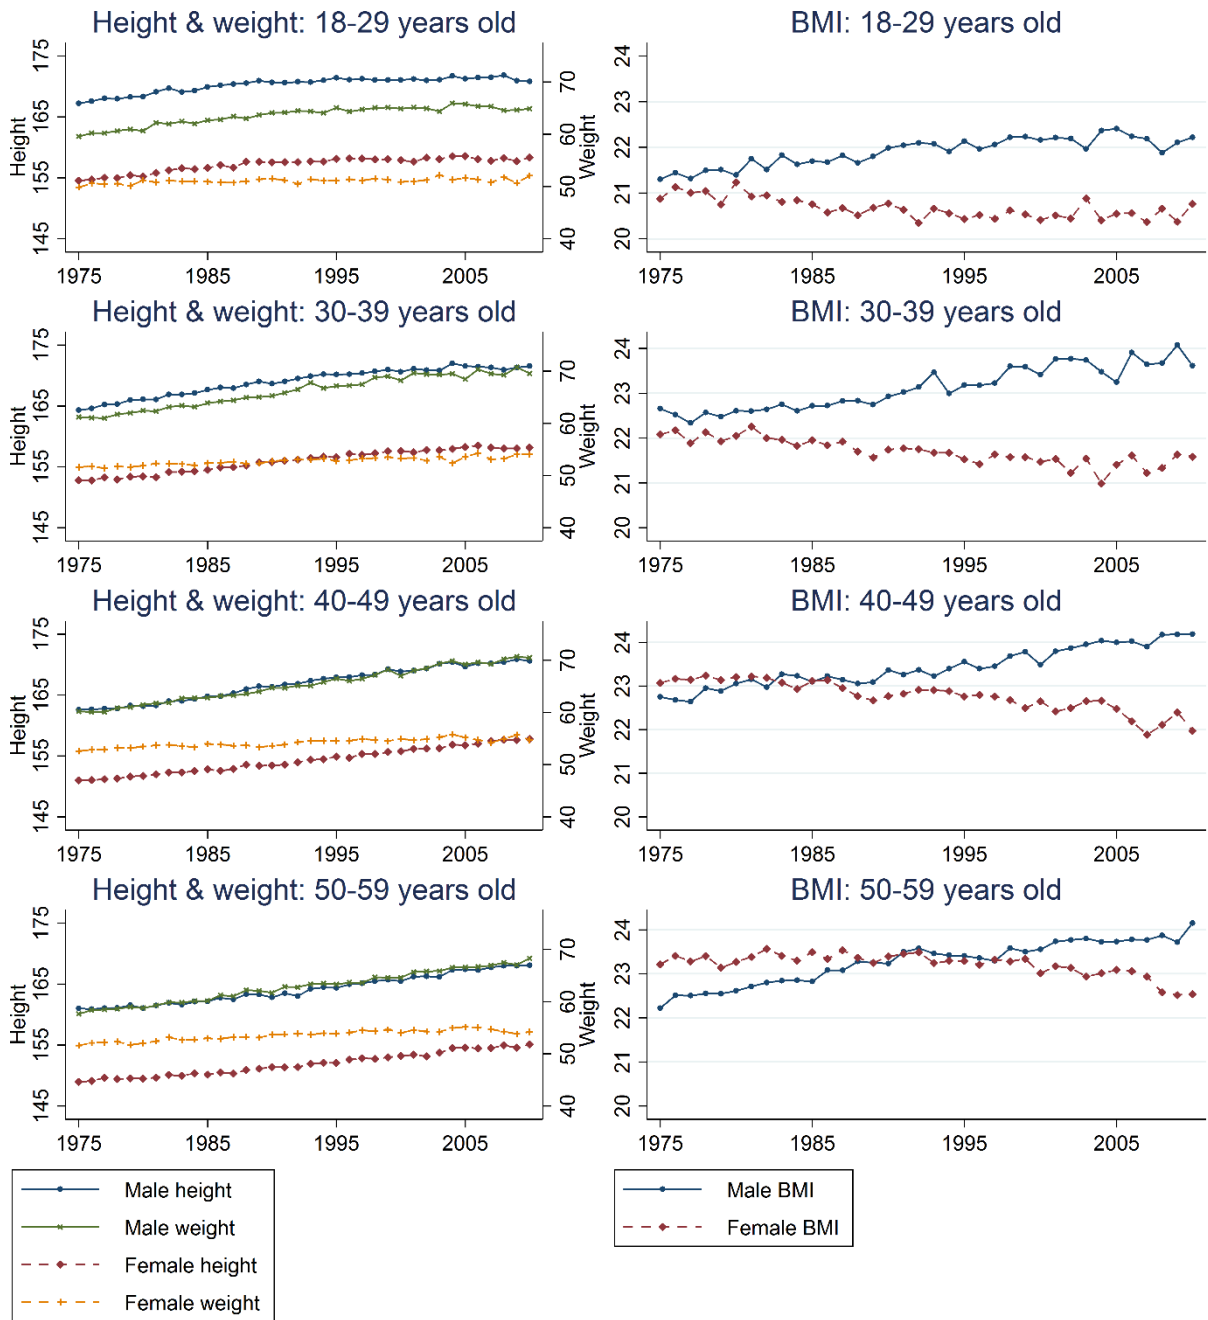 Height & weight: 18-29 years old
175
165
155
145
Height
70
60
50
40
Weight
1975 1985 1995 2005
BMI: 18-29 years old
24
23
22
21
20
1975 1985 1995 2005
Height & weight: 30-39 years old
175
165
155
145
Height
70
60
50
40
Weight
1975 1985 1995 2005
BMI: 30-39 years old
24
23
22
21
20
1975 1985 1995 2005
Height & weight: 40-49 years old
175
165
155
145
Height
70
60
50
40
Weight
1975 1985 1995 2005
BMI: 40-49 years old
24
23
22
21
20
1975 1985 1995 2005
Height & weight: 50-59 years old
175
165
155
145
Height
70
60
50
40
Weight
1975 1985 1995 2005
BMI: 50-59 years old
24
23
22
21
20
1975 1985 1995 2005
Male height
Male weight
Female height
Female weight
Male BMI
Female BMI